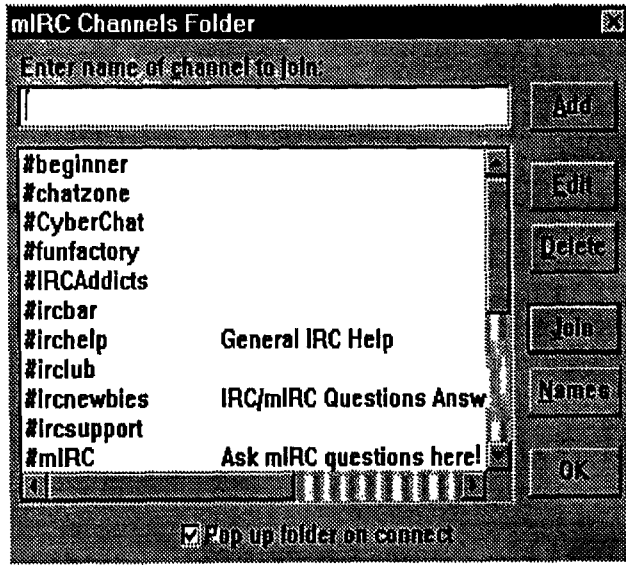 mIRC Channels Folder
Enter name of channel to join:
Add
#beginner
#chatzone
#CyberChat
#funfactory
#IRCAddicts
#ircbar
#irchelp General IRC Help
#irclub
#Ircnewbies IRC/mIRC Questions Answ
#Ircsupport
#mIRC Ask mIRC questions here!
Edit
Delete
Join
Names
OK
Pop up folder on connect